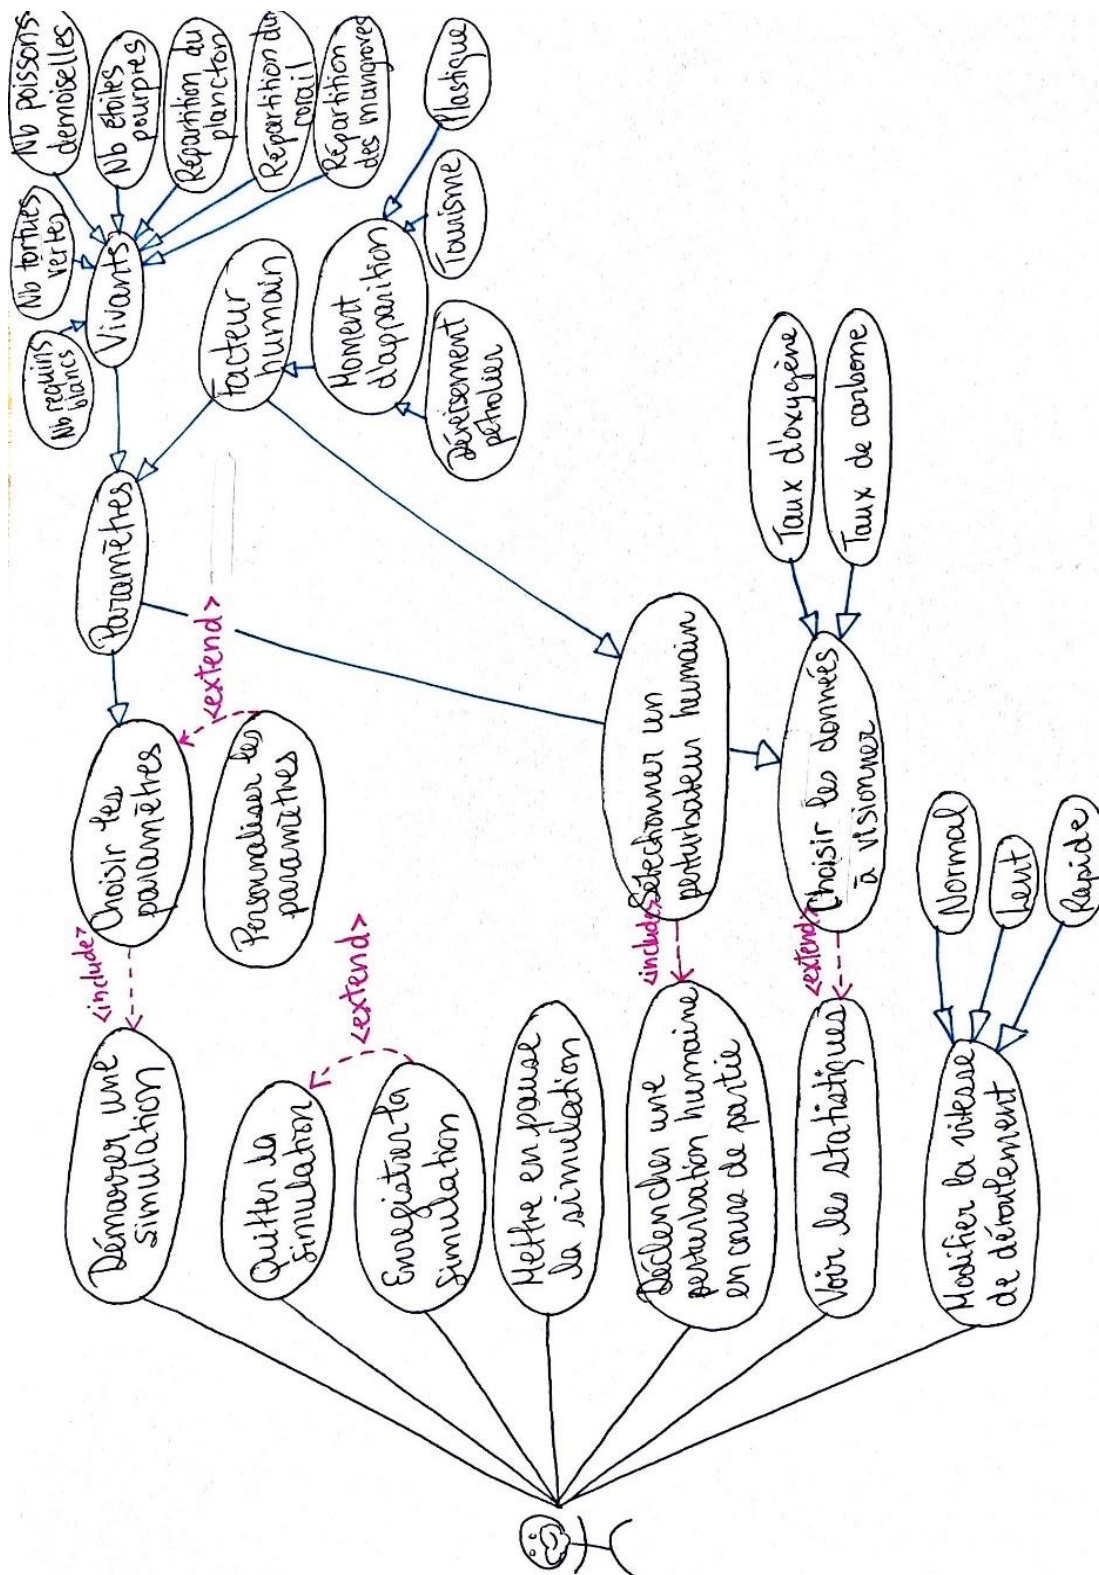 Démarrer une
simulation
<include>
Choisir les
paramètres
<extend>
Personnaliser les
paramètres
Paramètres
Vivants
Nb requins
blancs
Nb tortues
vertes
Nb poissons
demoiselles
Nb étoiles
pourpres
Répartition du
plancton
Répartition du
corail
Répartition
des mangroves
Facteur
humain
Moment
d'apparition
Plastique
Tourisme
Déversement
pétrolier
Quitter la
simulation
<extend>
Enregistrer la
simulation
Mettre en pause
la simulation
Déclencher une
perturbation humaine
en cours de partie
<include>
Sélectionner un
perturbateur humain
Voir les statistiques
<extend>
Choisir les données
à visionner
Taux d'oxygène
Taux de carbone
Modifier la vitesse
de déroulement
Normal
Lent
Rapide